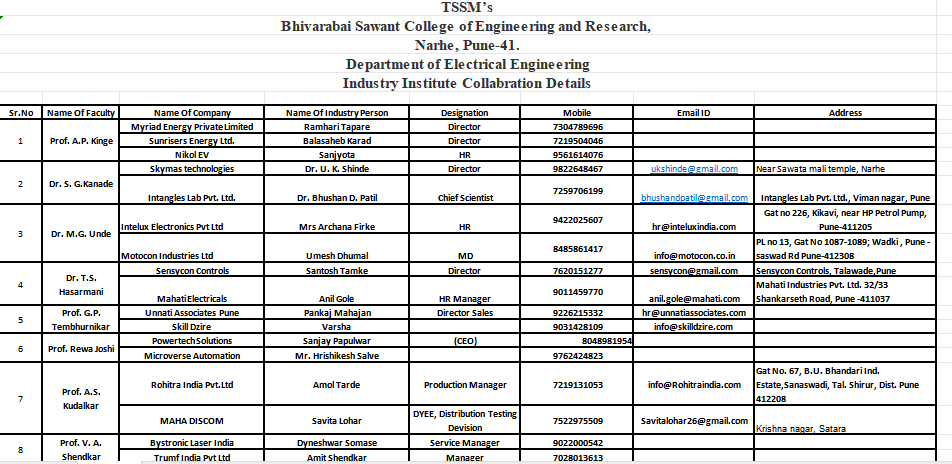 TSSM's
Bhivarabai Sawant College of Engineering and Research,
Narhe, Pune-41.
Department of Electrical Engineering
Industry Institute Collabration Details
Sr.No Name Of Faculty Name Of Company Name Of Industry Person Designation Mobile Email ID Address
1 Prof. A.P. Kinge Myriad Energy Private Limited Ramhari Tapare Director 7304789696
Sunrisers Energy Ltd. Balasaheb Karad Director 7219504046
Nikol EV Sanjyota HR 9561614076
2 Dr. S. G.Kanade Skymas technologies Dr. U. K. Shinde Director 9822648467 ukshinde@gmail.com Near Sawata mali temple, Narhe
Intangles Lab Pvt. Ltd. Dr. Bhushan D. Patil Chief Scientist 7259706199 bhushandpatil@gmail.com Intangles Lab Pvt. Ltd., Viman nagar, Pune
3 Dr. M.G. Unde Intelux Electronics Pvt Ltd Mrs Archana Firke HR 9422025607 hr@inteluxindia.com Gat no 226, Kikavi, near HP Petrol Pump,
Pune-411205
Motocon Industries Ltd Umesh Dhumal MD 8485861417 info@motocon.co.in PL no 13, Gat No 1087-1089; Wadki , Pune -
saswad Rd Pune-412308
4 Dr. T.S.
Hasarmani Sensycon Controls Santosh Tamke Director 7620151277 sensycon@gmail.com Sensycon Controls, Talawade,Pune
Mahati Electricals Anil Gole HR Manager 9011459770 anil.gole@mahati.com Mahati Industries Pvt. Ltd. 32/33
Shankarseth Road, Pune -411037
5 Prof. G.P.
Tembhurnikar Unnati Associates Pune Pankaj Mahajan Director Sales 9226215332 hr@unnatiassociates.com
Skill Dzire Varsha 9031428109 info@skilldzire.com
6 Prof. Rewa Joshi Powertech Solutions Sanjay Papulwar (CEO) 8048981954
Microverse Automation Mr. Hrishikesh Salve 9762424823
7 Prof. A.S.
Kudalkar Rohitra India Pvt.Ltd Amol Tarde Production Manager 7219131053 info@Rohitraindia.com Gat No. 67, B.U. Bhandari Ind.
Estate,Sanaswadi, Tal. Shirur, Dist. Pune
412208
MAHA DISCOM Savita Lohar DYEE, Distribution Testing
Devision 7522975509 Savitalohar26@gmail.com Krishna nagar, Satara
8 Prof. V. A.
Shendkar Bystronic Laser India Dyneshwar Somase Service Manager 9022000542
Trumf India Pvt Ltd Amit Shendkar Manager 7028013613